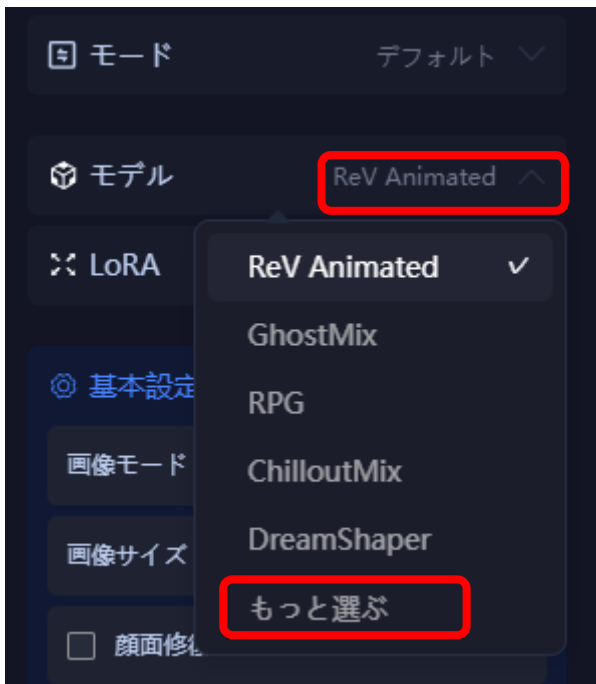 モード デフォルト
モデル ReV Animated
LoRA
ReV Animated
GhostMix
RPG
ChilloutMix
DreamShaper
もっと選ぶ
基本設定
画像モード
画像サイズ
顔面修